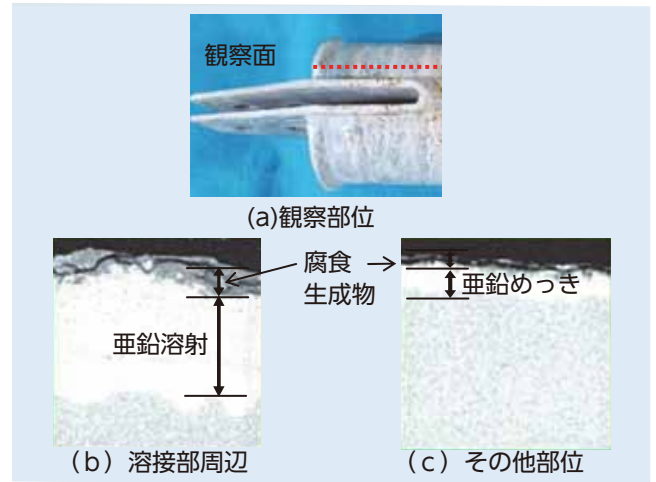 観察面
(a)観察部位
腐食
生成物
亜鉛溶射
亜鉛めっき
（b）溶接部周辺
（c）その他部位